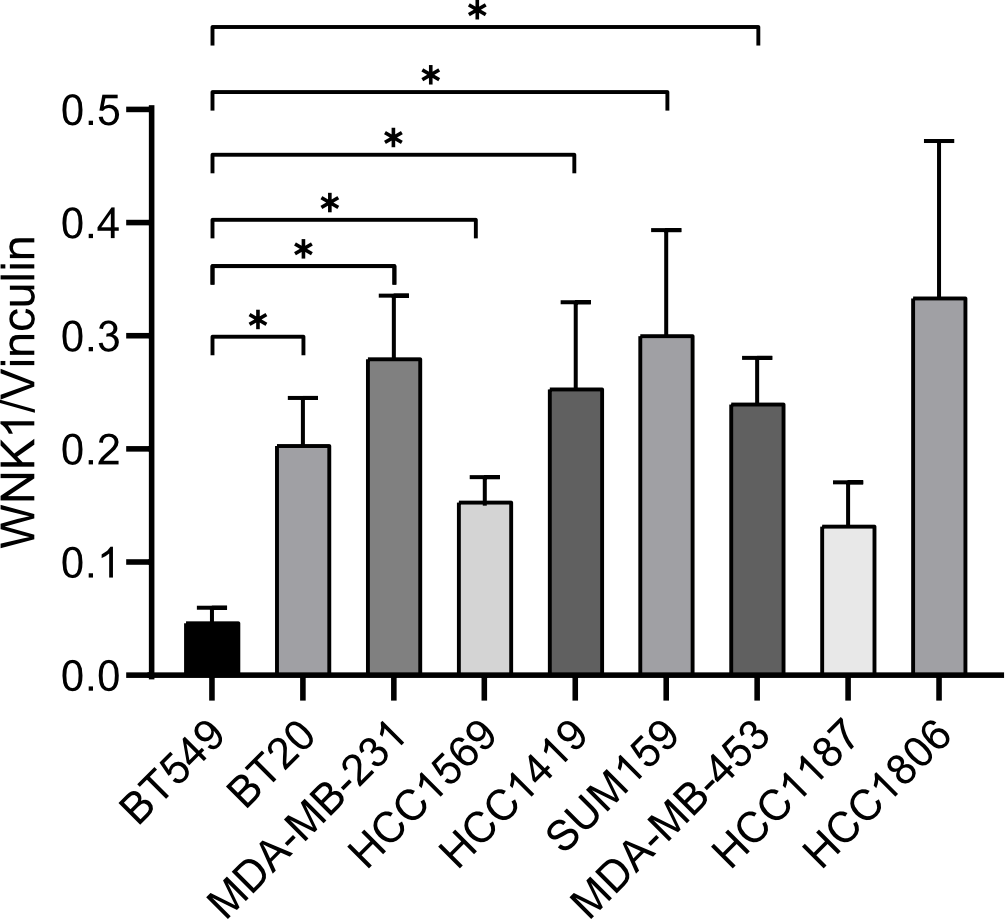 *
*
*
*
*
*
0.5
0.4
0.3
0.2
0.1
0.0
WNK1/Vinculin
BT549
BT20
MDA-MB-231
HCC1569
HCC1419
SUM159
MDA-MB-453
HCC1187
HCC1806